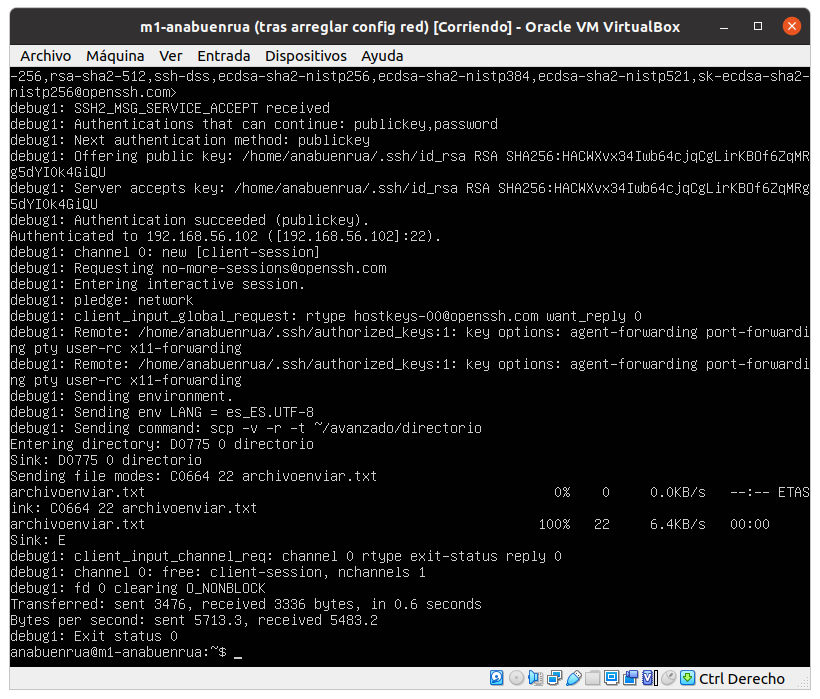 m1-anabuenrua (tras arreglar config red) [Corriendo] - Oracle VM VirtualBox
Archivo Máquina Ver Entrada Dispositivos Ayuda
-256,rsa-sha2-512,ssh-dss,ecdsa-sha2-nistp256,ecdsa-sha2-nistp384,ecdsa-sha2-nistp521,sk-ecdsa-sha2-
nistp256@openssh.com>
debug1: SSH2_MSG_SERVICE_ACCEPT received
debug1: Authentications that can continue: publickey,password
debug1: Next authentication method: publickey
debug1: Offering public key: /home/anabuenrua/.ssh/id_rsa RSA SHA256:HACWXvx34Iwb64cjqCgLirKBOf6ZqMR
g5dYI0k4GiQU
debug1: Server accepts key: /home/anabuenrua/.ssh/id_rsa RSA SHA256:HACWXvx34Iwb64cjqCgLirKBOf6ZqMRg
5dYI0k4GiQU
debug1: Authentication succeeded (publickey).
Authenticated to 192.168.56.102 ([192.168.56.102]:22).
debug1: channel 0: new [client-session]
debug1: Requesting no-more-sessions@openssh.com
debug1: Entering interactive session.
debug1: pledge: network
debug1: client_input_global_request: rtype hostkeys-00@openssh.com want_reply 0
debug1: Remote: /home/anabuenrua/.ssh/authorized_keys:1: key options: agent-forwarding port-forwardi
ng pty user-rc x11-forwarding
debug1: Remote: /home/anabuenrua/.ssh/authorized_keys:1: key options: agent-forwarding port-forwardi
ng pty user-rc x11-forwarding
debug1: Sending environment.
debug1: Sending env LANG = es_ES.UTF-8
debug1: Sending command: scp -v -r -t ~/avanzado/directorio
Entering directory: D0775 0 directorio
Sink: D0775 0 directorio
Sending file modes: C0664 22 archivoenviar.txt
archivoenviar.txt 0% 0 0.0KB/s --:-- ETAS
ink: C0664 22 archivoenviar.txt
archivoenviar.txt 100% 22 6.4KB/s 00:00
Sink: E
debug1: client_input_channel_req: channel 0 rtype exit-status reply 0
debug1: channel 0: free: client-session, nchannels 1
debug1: fd 0 clearing O_NONBLOCK
Transferred: sent 3476, received 3336 bytes, in 0.6 seconds
Bytes per second: sent 5713.3, received 5483.2
debug1: Exit status 0
anabuenrua@m1-anabuenrua:~$ _
Ctrl Derecho